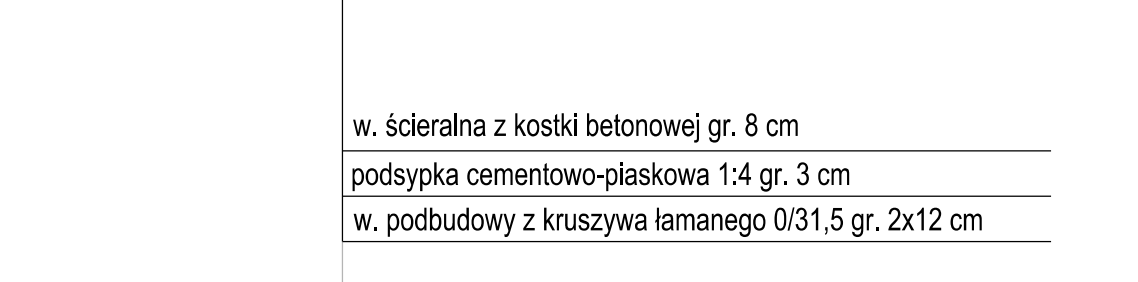 w. ścieralna z kostki betonowej gr. 8 cm
podsypka cementowo-piaskowa 1:4 gr. 3 cm
w. podbudowy z kruszywa łamanego 0/31,5 gr. 2x12 cm